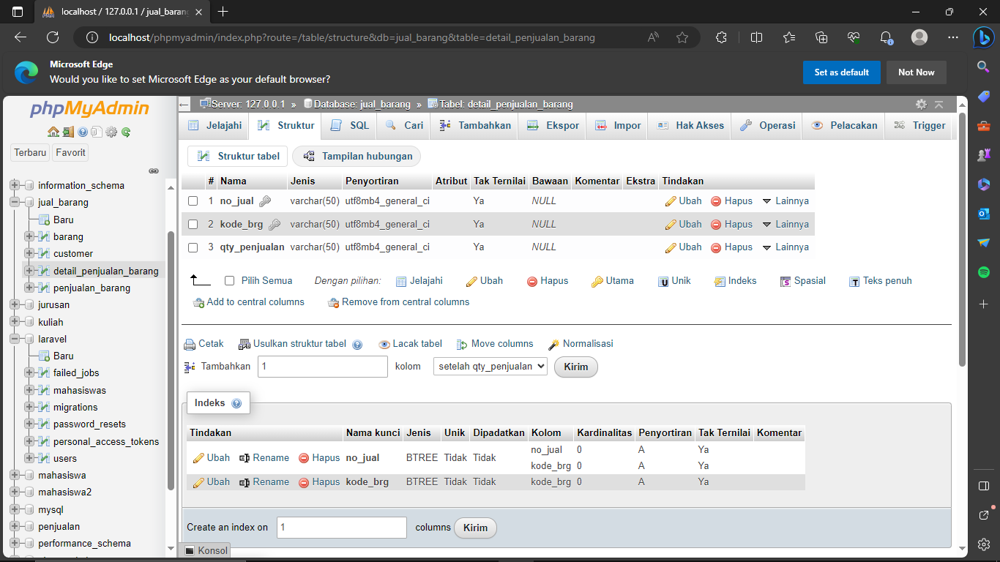 localhost / 127.0.0.1 / jual_barang
localhost/phpmyadmin/index.php?route=/table/structure&db=jual_barang&table=detail_penjualan_barang
Microsoft Edge
Would you like to set Microsoft Edge as your default browser?
Set as default
Not Now
phpMyAdmin
Terbaru Favorit
information_schema
jual_barang
Baru
barang
customer
detail_penjualan_barang
penjualan_barang
jurusan
kuliah
laravel
Baru
failed_jobs
mahasiswas
migrations
password_resets
personal_access_tokens
users
mahasiswa
mahasiswa2
mysql
penjualan
performance_schema
Server: 127.0.0.1 » Database: jual_barang » Tabel: detail_penjualan_barang
Jelajahi Struktur SQL Cari Tambahkan Ekspor Impor Hak Akses Operasi Pelacakan Trigger
Struktur tabel Tampilan hubungan
# Nama Jenis Penyortiran Atribut Tak Ternilai Bawaan Komentar Ekstra Tindakan
1 no_jual varchar(50) utf8mb4_general_ci Ya NULL Ubah Hapus Lainnya
2 kode_brg varchar(50) utf8mb4_general_ci Ya NULL Ubah Hapus Lainnya
3 qty_penjualan varchar(50) utf8mb4_general_ci Ya NULL Ubah Hapus Lainnya
Pilih Semua Dengan pilihan: Jelajahi Ubah Hapus Utama Unik Indeks Spasial Teks penuh
Add to central columns Remove from central columns
Cetak Usulkan struktur tabel Lacak tabel Move columns Normalisasi
Tambahkan 1 kolom setelah qty_penjualan Kirim
Indeks
Tindakan Nama kunci Jenis Unik Dipadatkan Kolom Kardinalitas Penyortiran Tak Ternilai Komentar
Ubah Rename Hapus no_jual BTREE Tidak Tidak no_jual 0 A Ya
kode_brg 0 A Ya
Ubah Rename Hapus kode_brg BTREE Tidak Tidak kode_brg 0 A Ya
Create an index on 1 columns Kirim
Konsol